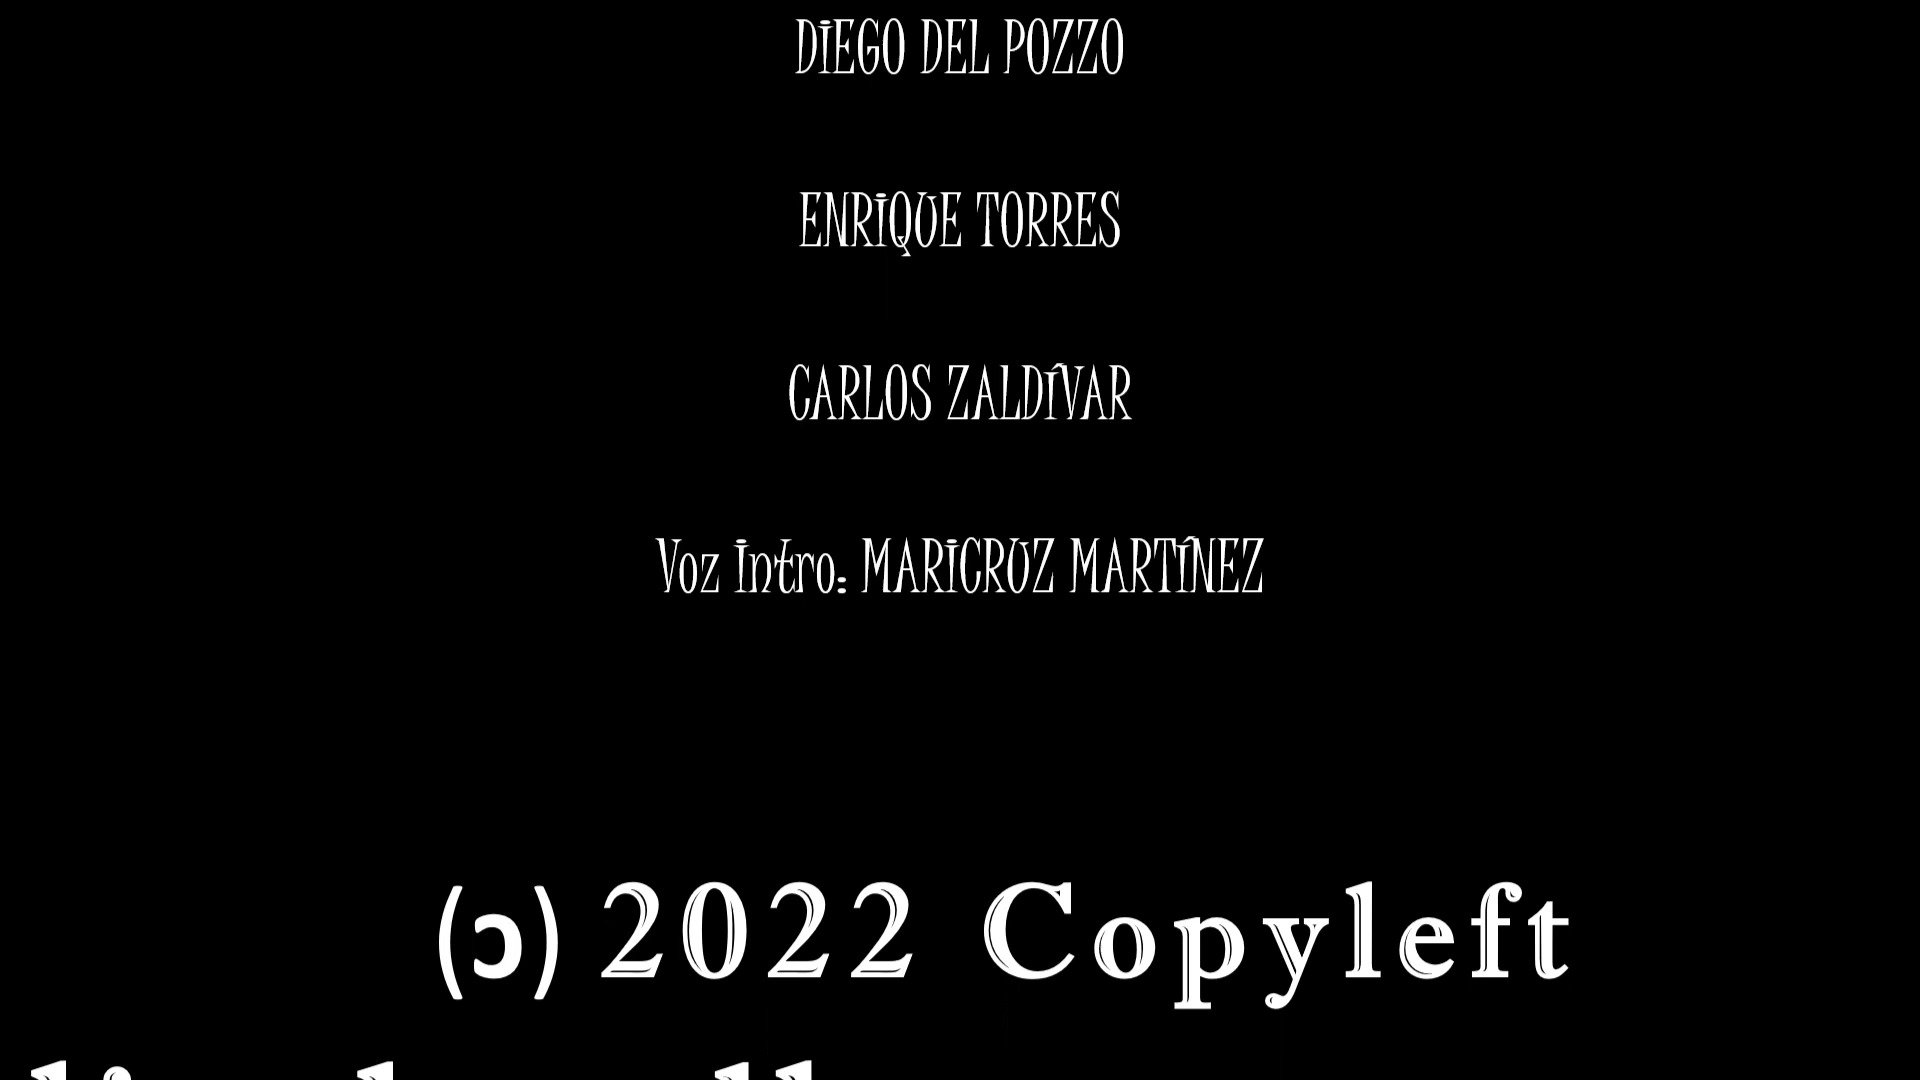 DIEGO DEL POZZO
ENRIQUE TORRES
CARLOS ZALDÍVAR
Voz Intro: MARICRUZ MARTÍNEZ
(ɔ) 2022 Copyleft